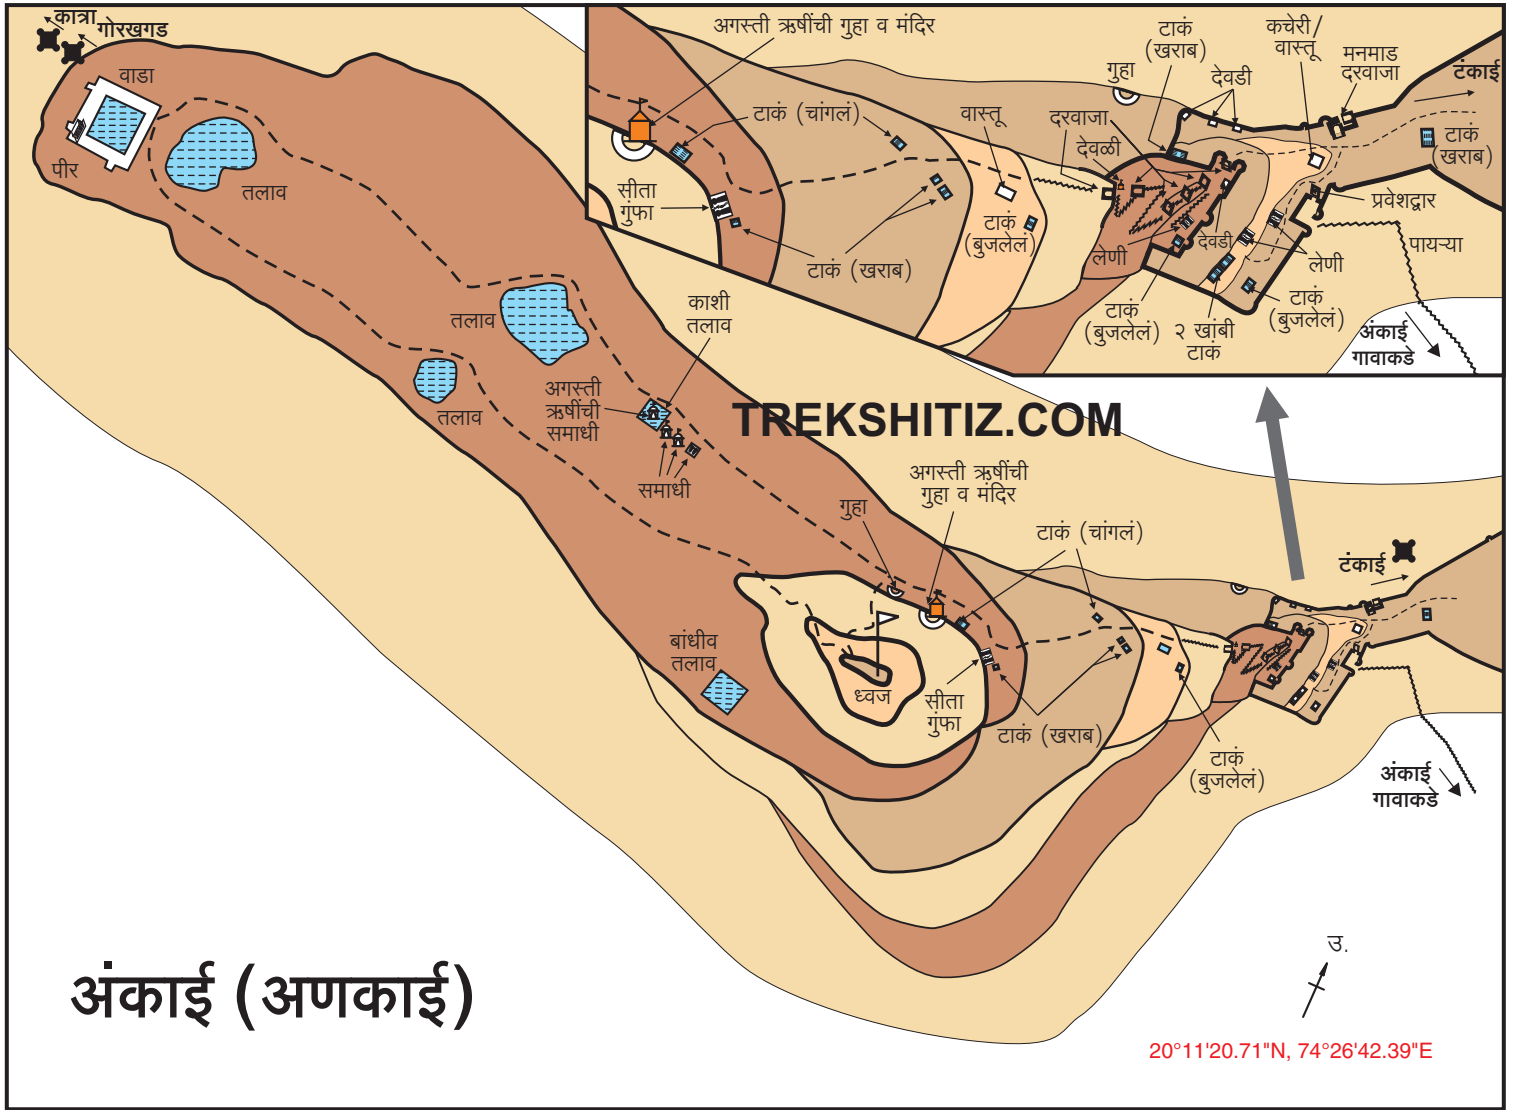 कात्रा
गोरखगड
वाडा
पीर
तलाव
तलाव
तलाव
काशी
तलाव
अगस्ती
ऋषींची
समाधी
समाधी
TREKSHITIZ.COM
अगस्ती ऋषींची
गुहा व मंदिर
गुहा
टाकं (चांगलं)
टंकाई
बांधीव
तलाव
ध्वज
सीता
गुंफा
टाकं (खराब)
टाकं
(बुजलेलं)
अंकाई
गावाकडे
अगस्ती ऋषींची गुहा व मंदिर
टाकं (चांगलं)
सीता
गुंफा
टाकं (खराब)
वास्तू
टाकं
(बुजलेलं)
गुहा
टाकं
(खराब)
देवडी
कचेरी/
वास्तू
मनमाड
दरवाजा
टंकाई
टाकं
(खराब)
दरवाजा
देवळी
प्रवेशद्वार
पायऱ्या
लेणी
देवडी
लेणी
टाकं
(बुजलेलं)
२ खांबी
टाकं
टाकं
(बुजलेलं)
अंकाई
गावाकडे
अंकाई (अणकाई)
उ.
20°11'20.71"N, 74°26'42.39"E